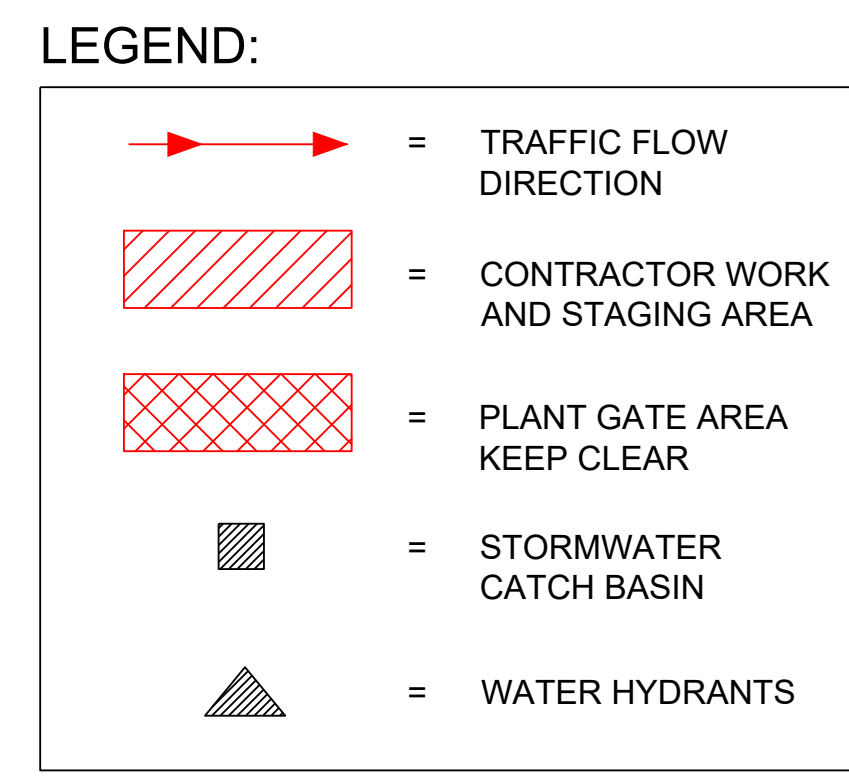 LEGEND:
= TRAFFIC FLOW
DIRECTION
= CONTRACTOR WORK
AND STAGING AREA
= PLANT GATE AREA
KEEP CLEAR
= STORMWATER
CATCH BASIN
= WATER HYDRANTS